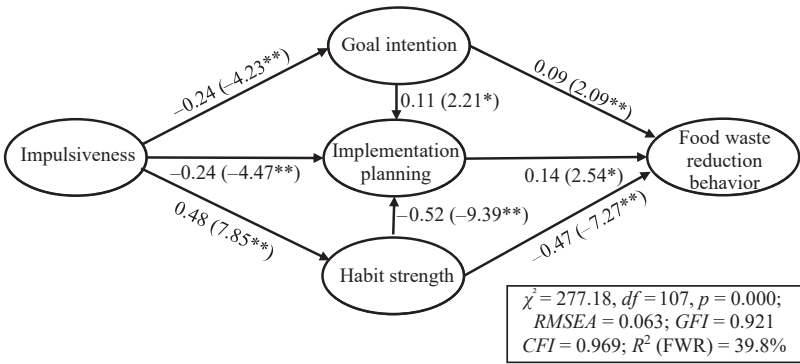 Goal intention
−0.24 (−4.23**)
0.09 (2.09**)
0.11 (2.21*)
Impulsiveness
Implementation
planning
Food waste
reduction
behavior
−0.24 (−4.47**)
0.14 (2.54*)
0.48 (7.85**)
−0.52 (−9.39**)
−0.47 (−7.27**)
Habit strength
χ² = 277.18, df = 107, p = 0.000;
RMSEA = 0.063; GFI = 0.921
CFI = 0.969; R² (FWR) = 39.8%